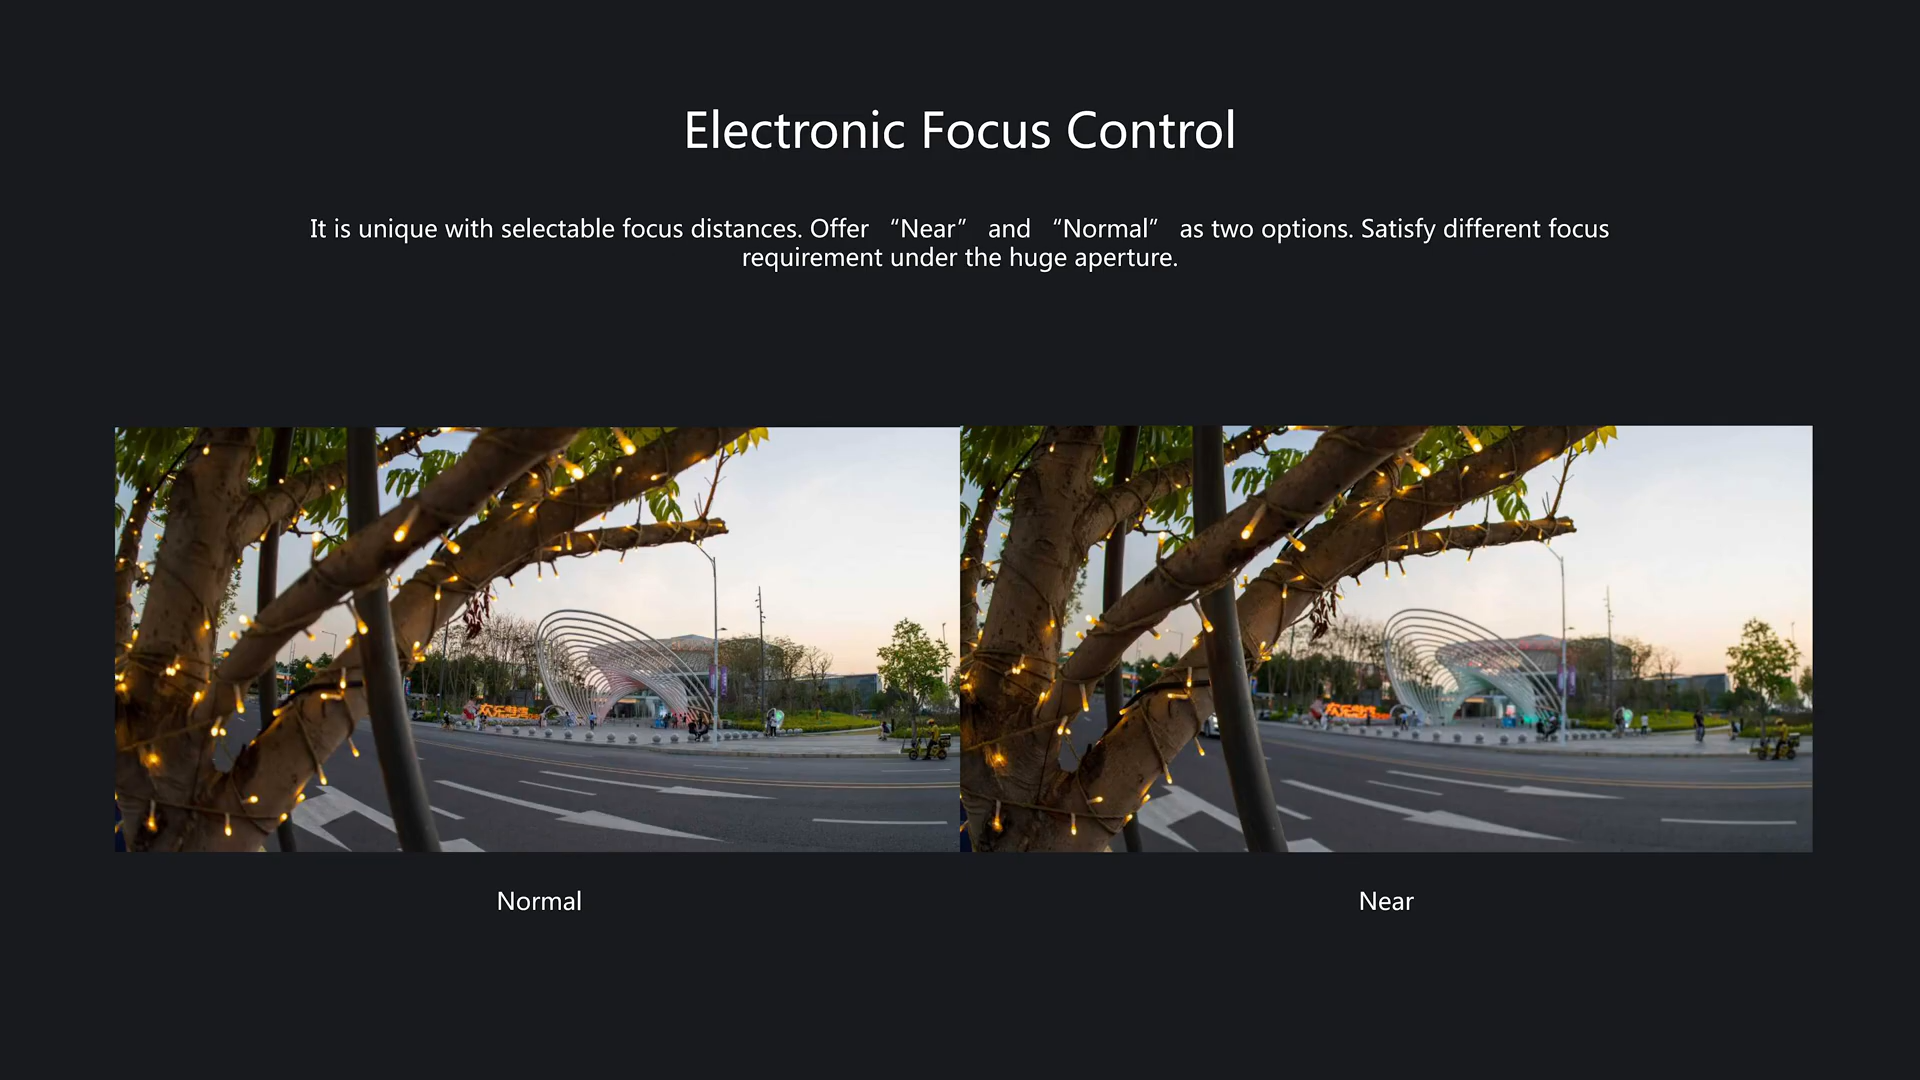 Electronic Focus Control
It is unique with selectable focus distances. Offer “Near” and “Normal” as two options. Satisfy different focus
requirement under the huge aperture.
Normal
Near